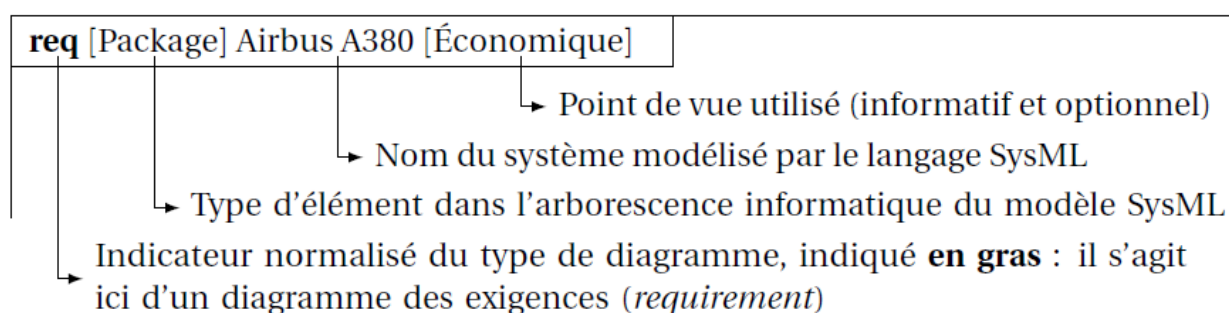 req [Package] Airbus A380 [Économique]
Point de vue utilisé (informatif et optionnel)
Nom du système modélisé par le langage SysML
Type d'élément dans l'arborescence informatique du modèle SysML
Indicateur normalisé du type de diagramme, indiqué en gras : il s'agit
ici d'un diagramme des exigences (requirement)